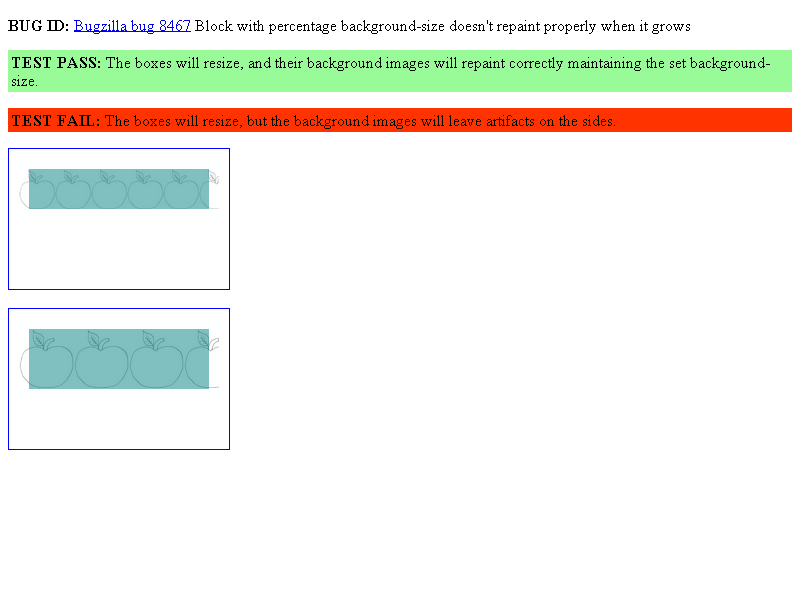 BUG ID: Bugzilla bug 8467 Block with percentage background-size doesn't repaint properly when it grows
TEST PASS: The boxes will resize, and their background images will repaint correctly maintaining the set background-
size.
TEST FAIL: The boxes will resize, but the background images will leave artifacts on the sides.